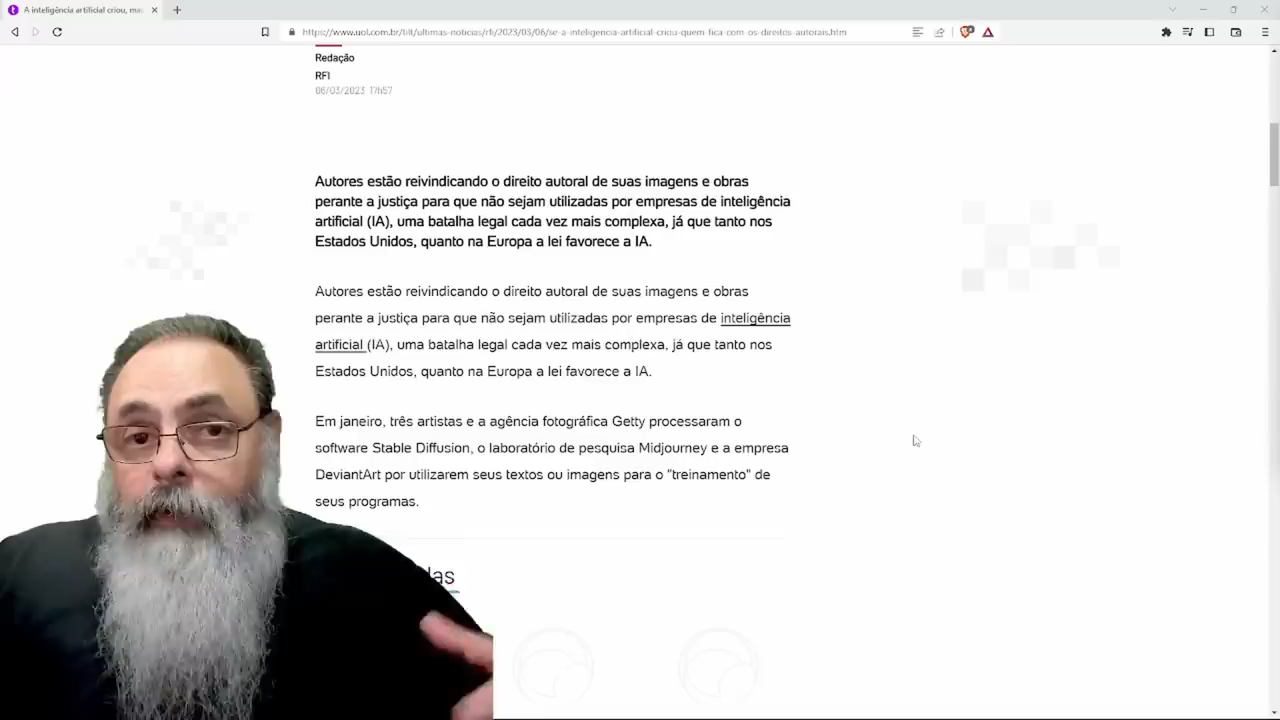 A inteligência artificial criou, mas
https://www.uol.com.br/tilt/ultimas-noticias/rfi/2023/03/06/se-a-inteligencia-artificial-criou-quem-fica-com-os-direitos-autorais.htm
Redação
RFI
06/03/2023 17h57
Autores estão reivindicando o direito autoral de suas imagens e obras
perante a justiça para que não sejam utilizadas por empresas de inteligência
artificial (IA), uma batalha legal cada vez mais complexa, já que tanto nos
Estados Unidos, quanto na Europa a lei favorece a IA.
Autores estão reivindicando o direito autoral de suas imagens e obras
perante a justiça para que não sejam utilizadas por empresas de inteligência
artificial (IA), uma batalha legal cada vez mais complexa, já que tanto nos
Estados Unidos, quanto na Europa a lei favorece a IA.
Em janeiro, três artistas e a agência fotográfica Getty processaram o
software Stable Diffusion, o laboratório de pesquisa Midjourney e a empresa
DeviantArt por utilizarem seus textos ou imagens para o "treinamento" de
seus programas.